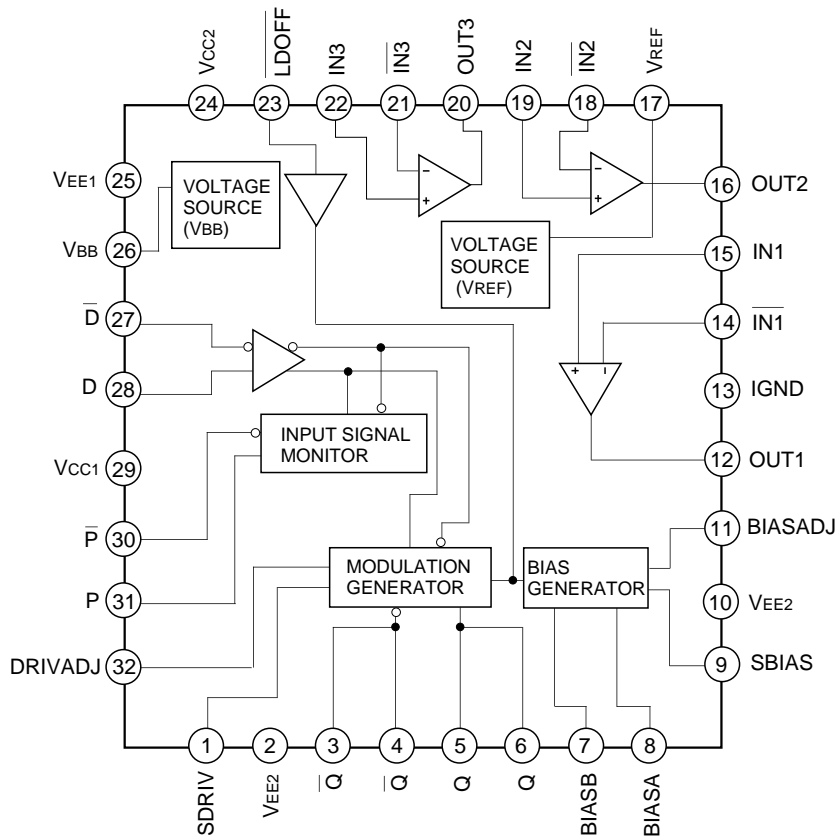 VCC2
LDOFF
IN3
IN3
OUT3
IN2
IN2
VREF
24
23
22
21
20
19
18
17
VEE1
25
VOLTAGE
SOURCE
(VBB)
−
+
−
+
16
OUT2
VBB
26
VOLTAGE
SOURCE
(VREF)
15
IN1
D
27
14
IN1
D
28
+
−
13
IGND
INPUT SIGNAL
MONITOR
VCC1
29
12
OUT1
P
30
11
BIASADJ
MODULATION
GENERATOR
BIAS
GENERATOR
P
31
10
VEE2
DRIVADJ
32
9
SBIAS
1
2
3
4
5
6
7
8
SDRIV
VEE2
Q
Q
Q
Q
BIASB
BIASA